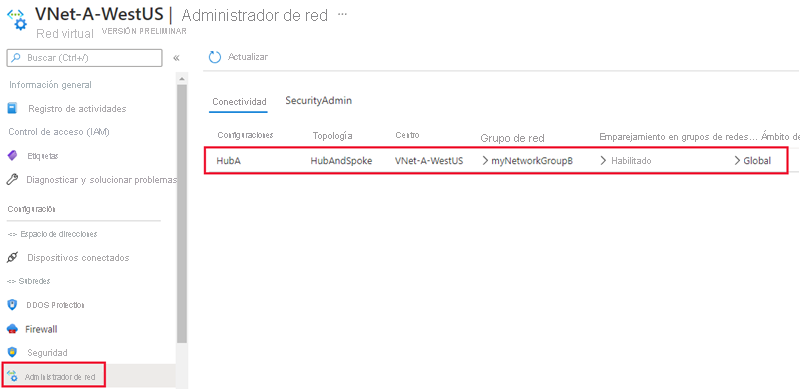 VNet-A-WestUS | Administrador de red ...
Red virtual VERSIÓN PRELIMINAR
Buscar (Ctrl+/)
«
Actualizar
Información general
Registro de actividades
Control de acceso (IAM)
Etiquetas
Diagnosticar y solucionar problemas
Configuración
<-> Espacio de direcciones
Dispositivos conectados
<-> Subredes
DDOS Protection
Firewall
Seguridad
Administrador de red
Conectividad SecurityAdmin
Configuraciones Topología Centro Grupo de red Emparejamiento en grupos de redes... Ámbito de
HubA HubAndSpoke VNet-A-WestUS > myNetworkGroupB > Habilitado > Global